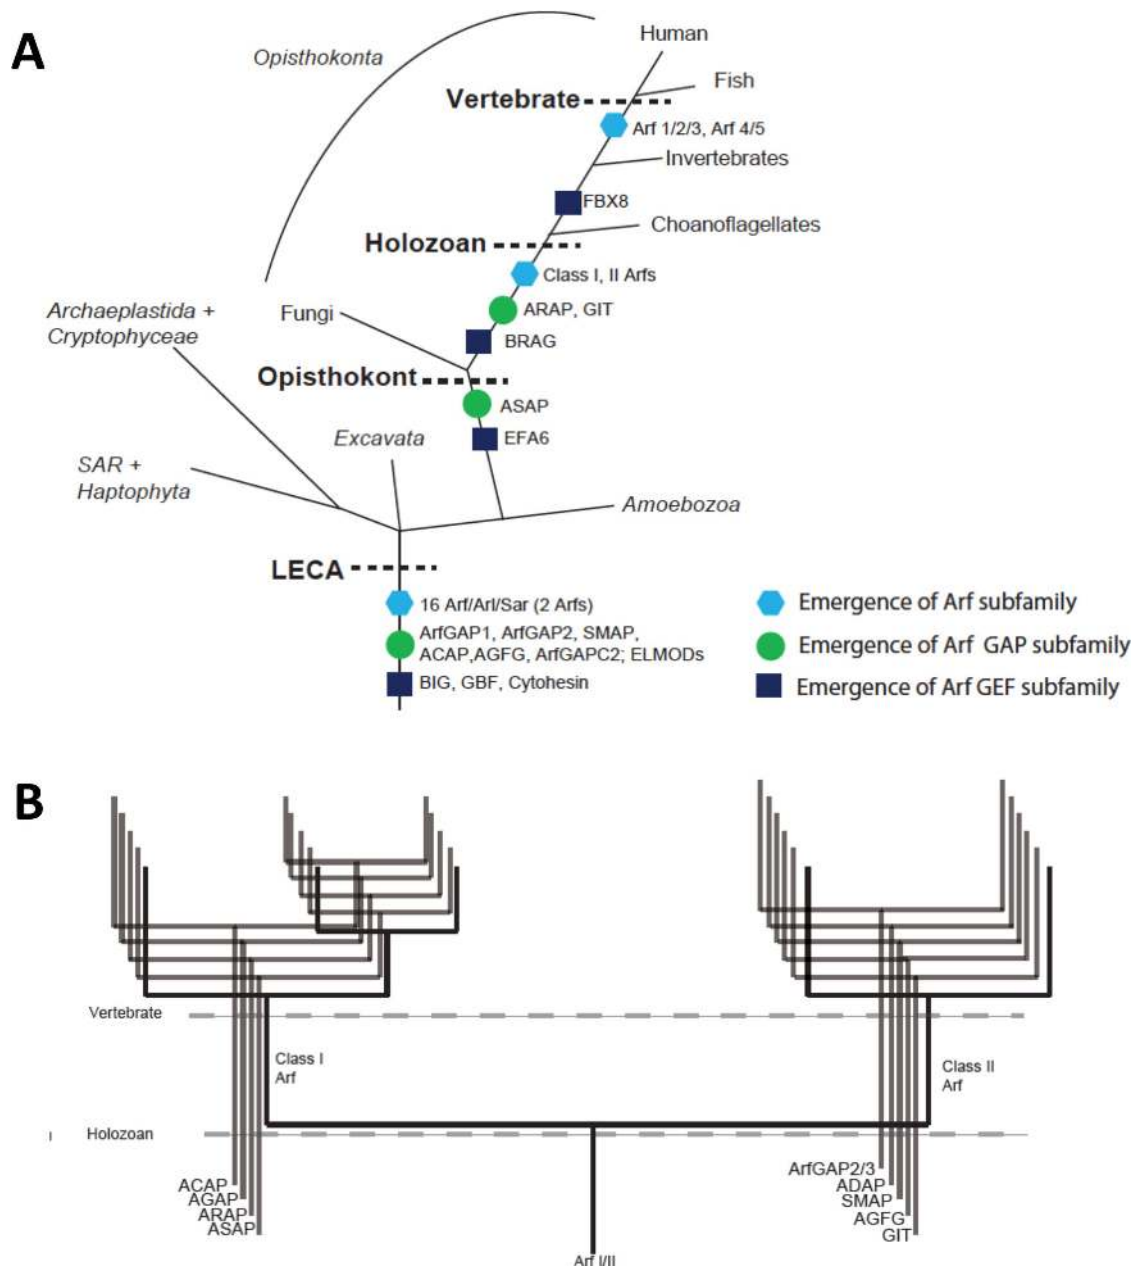 A
Opisthokonta
Human
Fish
Vertebrate
Arf 1/2/3, Arf 4/5
Invertebrates
FBX8
Choanoflagellates
Holozoan
Class I, II Arfs
Archaeplastida +
Cryptophyceae
Fungi
ARAP, GIT
BRAG
Opisthokont
ASAP
EFA6
Excavata
SAR +
Haptophyta
Amoebozoa
LECA
16 Arf/Arl/Sar (2 Arfs)
ArfGAP1, ArfGAP2, SMAP,
ACAP,AGFG, ArfGAPC2; ELMODs
BIG, GBF, Cytohesin
Emergence of Arf subfamily
Emergence of Arf GAP subfamily
Emergence of Arf GEF subfamily
B
Vertebrate
Class I
Arf
Class II
Arf
Holozoan
ACAP
AGAP
ARAP
ASAP
ArfGAP2/3
ADAP
SMAP
AGFG
GIT
Arf I/II